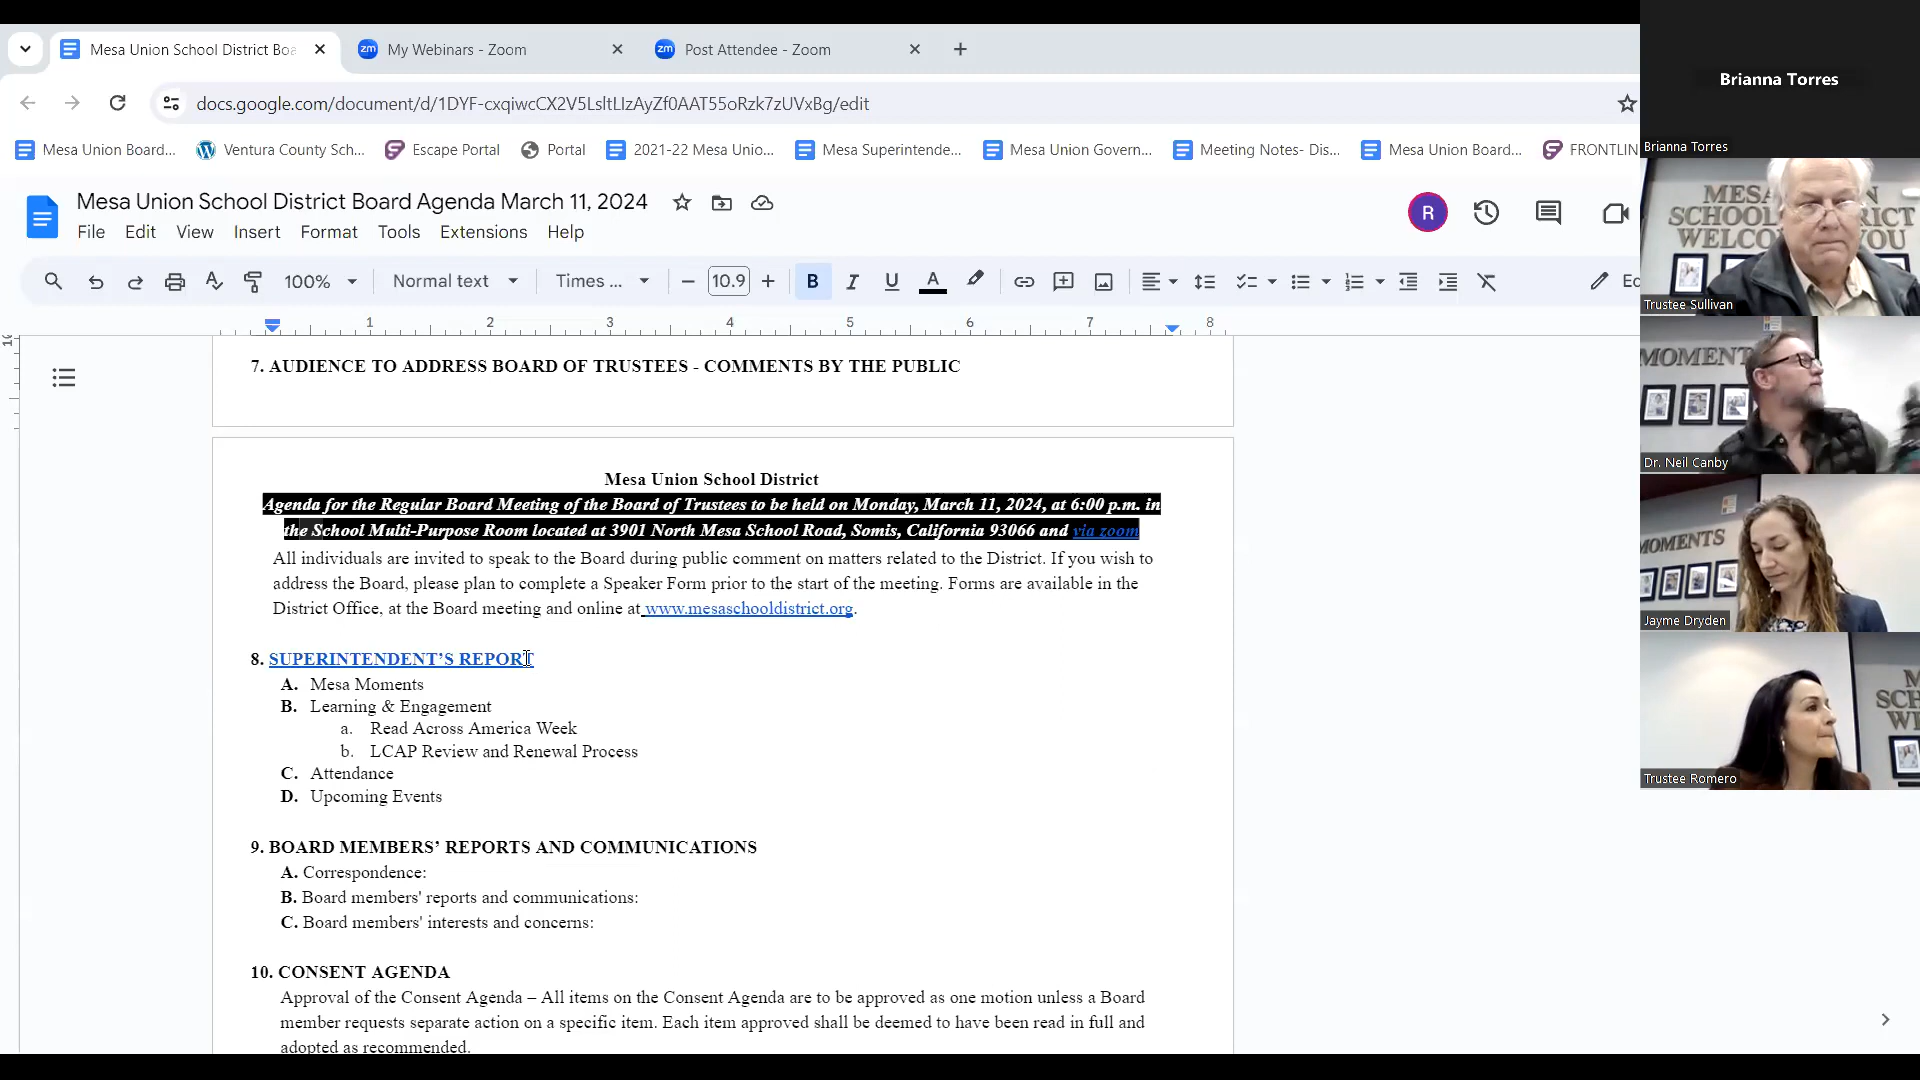 Mesa Union School District Boa
My Webinars - Zoom
Post Attendee - Zoom
docs.google.com/document/d/1DYF-cxqiwcCX2V5LsltLIzAyZf0AAT55oRzk7zUVxBg/edit
Mesa Union Board...
Ventura County Sch...
Escape Portal
Portal
2021-22 Mesa Unio...
Mesa Superintende...
Mesa Union Govern...
Meeting Notes- Dis...
Mesa Union Board...
FRONTLIN
Mesa Union School District Board Agenda March 11, 2024
File Edit View Insert Format Tools Extensions Help
R
100% Normal text Times ... 10.9 B I U A Ed
1 2 3 4 5 6 7 8
7. AUDIENCE TO ADDRESS BOARD OF TRUSTEES - COMMENTS BY THE PUBLIC
Mesa Union School District
Agenda for the Regular Board Meeting of the Board of Trustees to be held on Monday, March 11, 2024, at 6:00 p.m. in
the School Multi-Purpose Room located at 3901 North Mesa School Road, Somis, California 93066 and via zoom
All individuals are invited to speak to the Board during public comment on matters related to the District. If you wish to
address the Board, please plan to complete a Speaker Form prior to the start of the meeting. Forms are available in the
District Office, at the Board meeting and online at www.mesaschooldistrict.org.
8. SUPERINTENDENT’S REPORT
A. Mesa Moments
B. Learning & Engagement
a. Read Across America Week
b. LCAP Review and Renewal Process
C. Attendance
D. Upcoming Events
9. BOARD MEMBERS’ REPORTS AND COMMUNICATIONS
A. Correspondence:
B. Board members' reports and communications:
C. Board members' interests and concerns:
10. CONSENT AGENDA
Approval of the Consent Agenda – All items on the Consent Agenda are to be approved as one motion unless a Board
member requests separate action on a specific item. Each item approved shall be deemed to have been read in full and
adopted as recommended.
Brianna Torres
Brianna Torres
Trustee Sullivan
MOMENT
Dr. Neil Canby
MOMENTS
Jayme Dryden
Trustee Romero